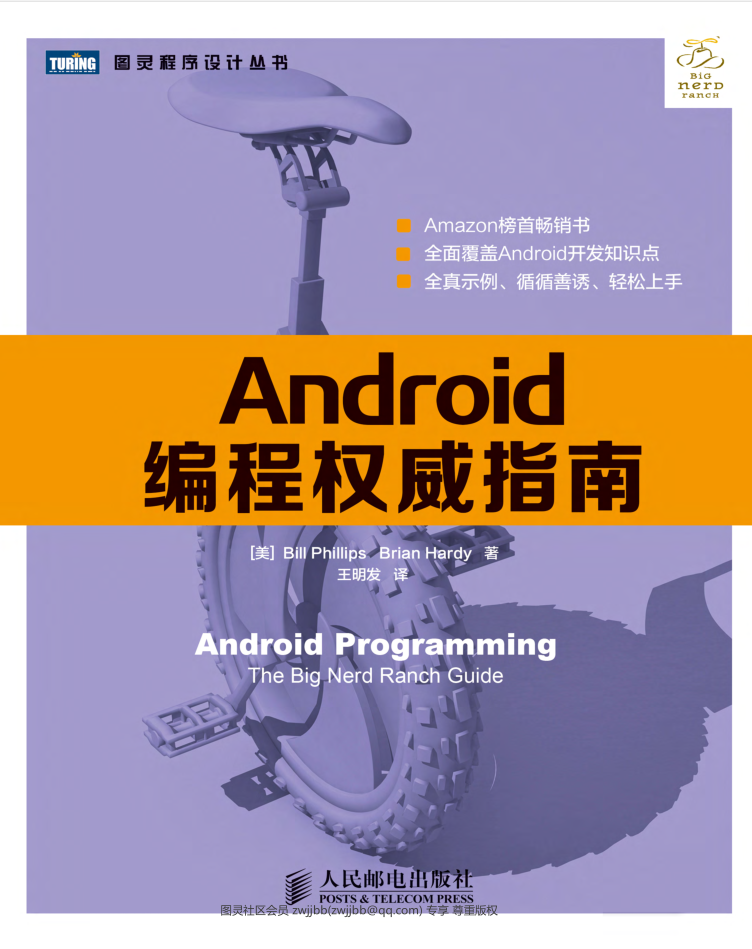 TURING 图灵程序设计丛书
BiG
nerD
rancH
Amazon榜首畅销书
全面覆盖Android开发知识点
全真示例、循循善诱、轻松上手
Android
编程权威指南
[美] Bill Phillips Brian Hardy 著
王明发 译
Android Programming
The Big Nerd Ranch Guide
人民邮电出版社
POSTS & TELECOM PRESS
图灵社区会员 zwjjbb(zwjjbb@qq.com) 专享 尊重版权